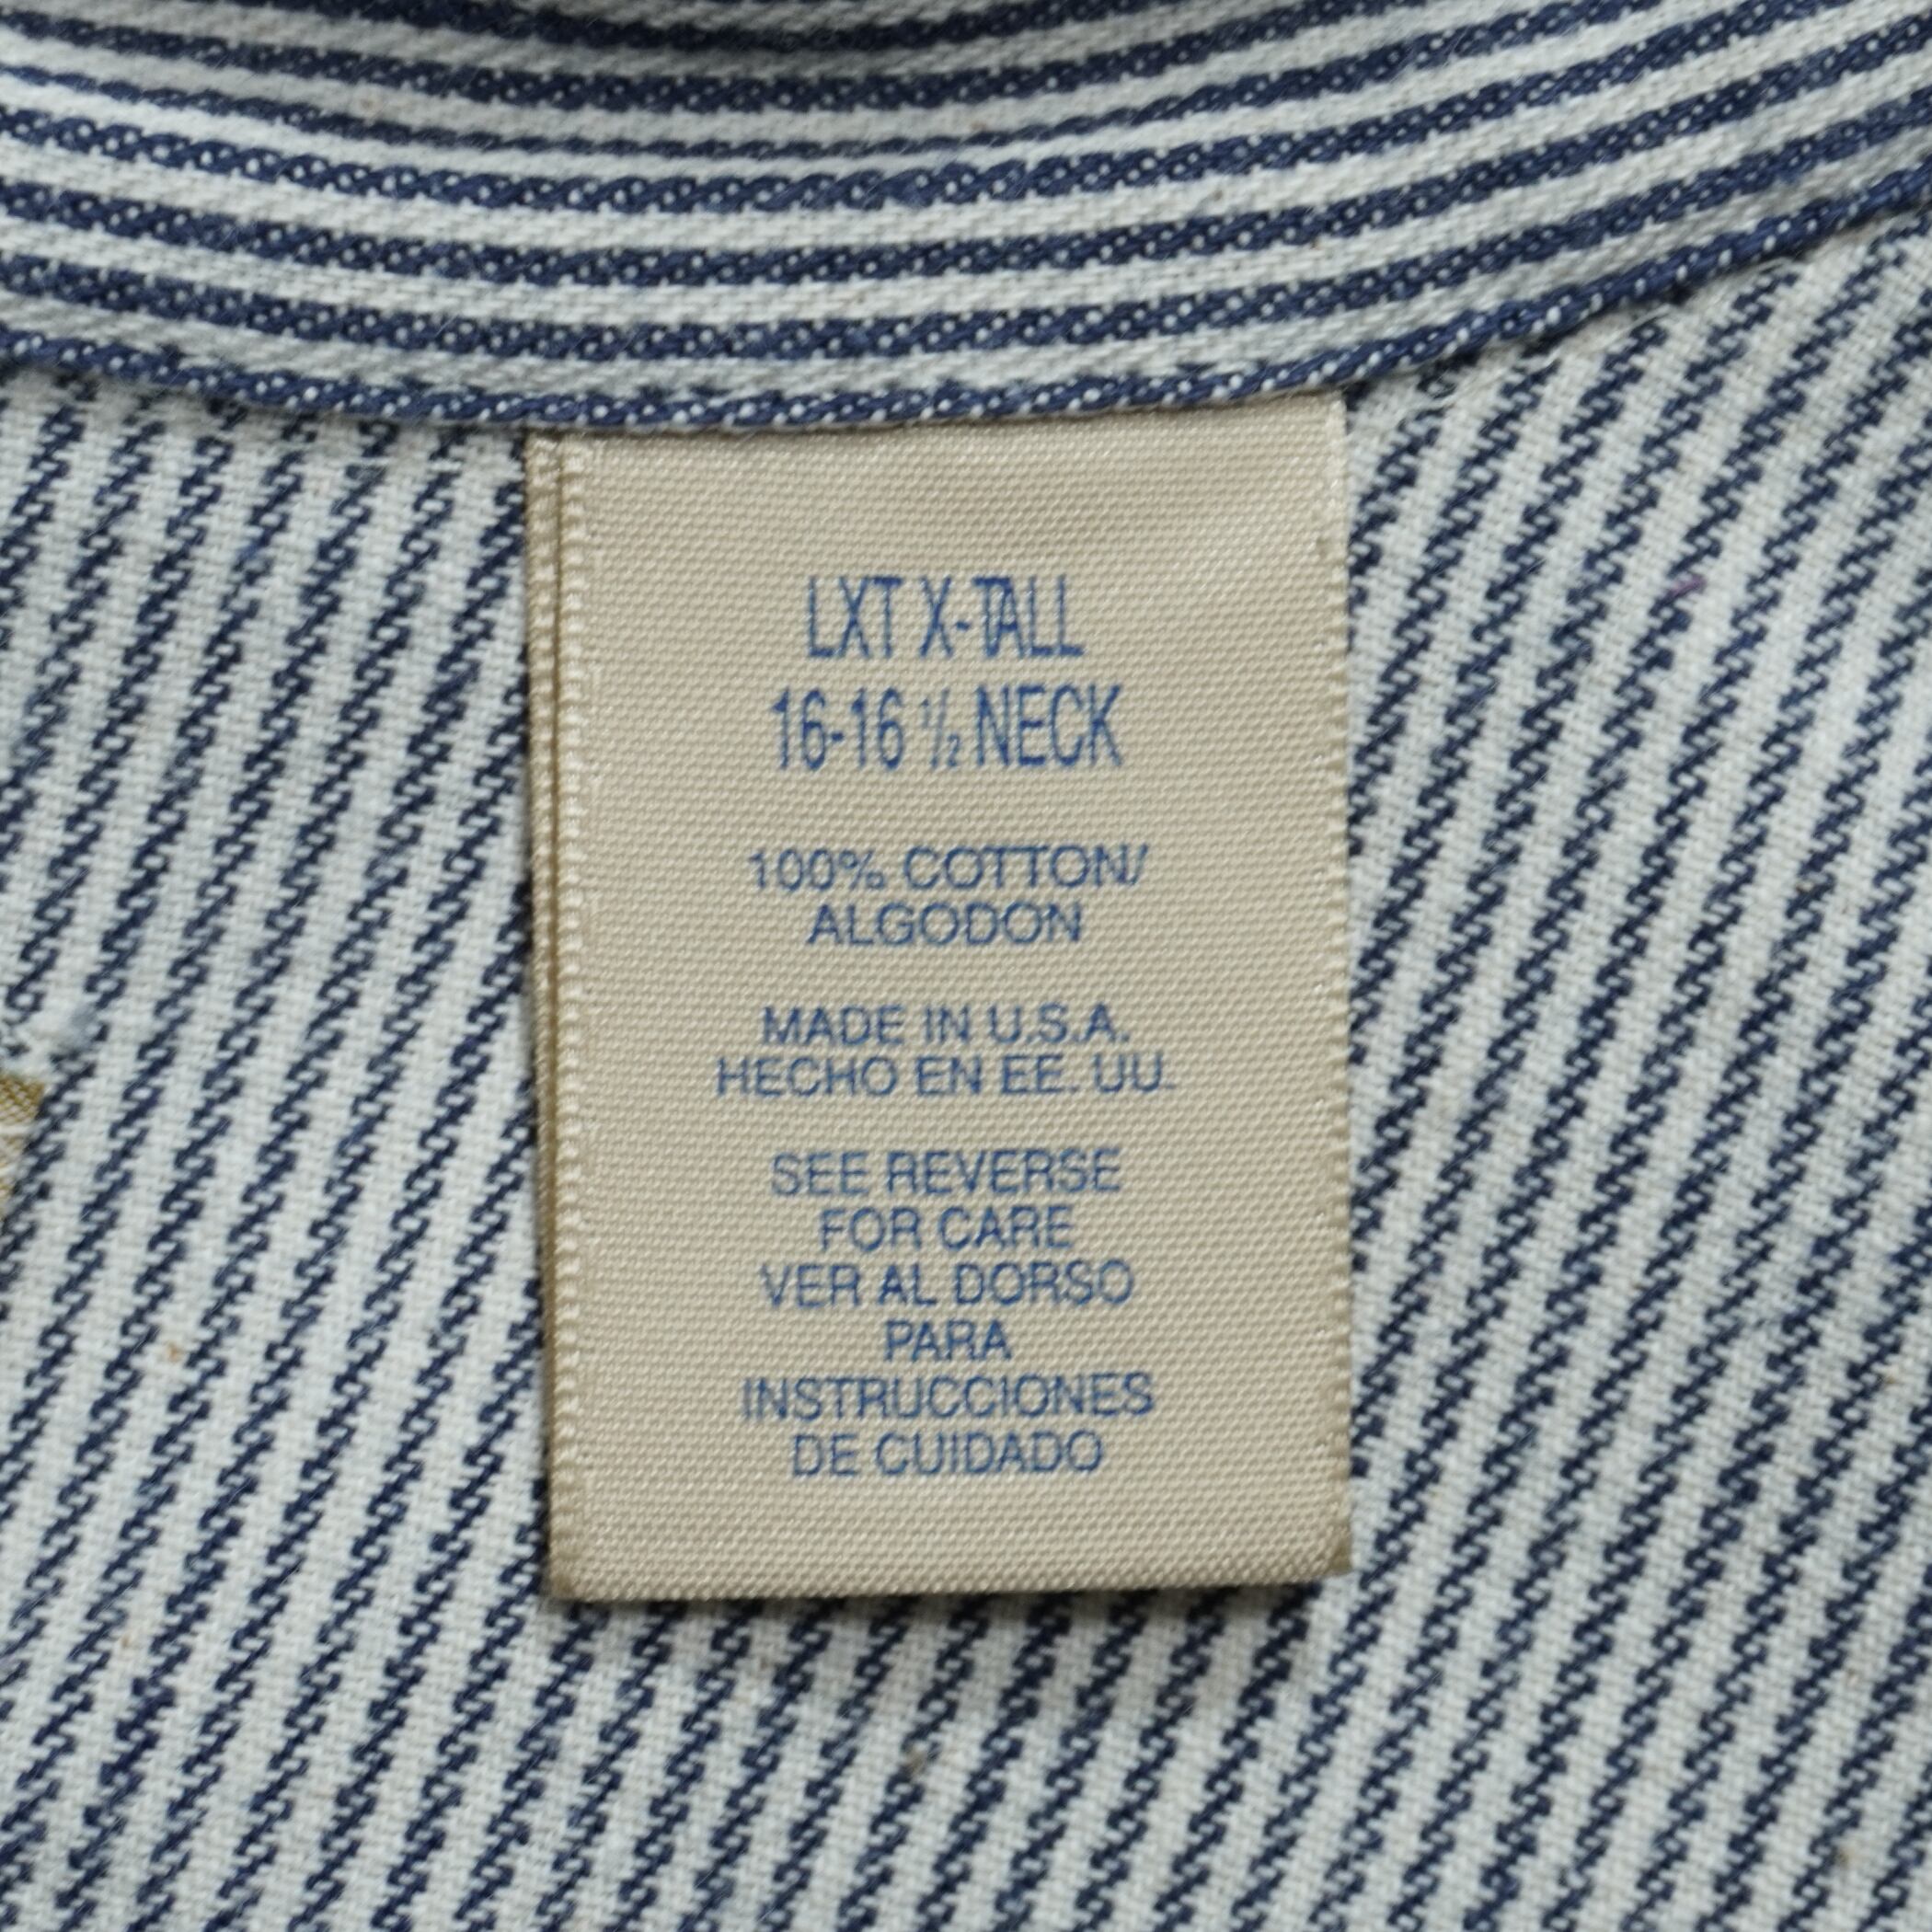 LXT X-TALL
16-16 ½ NECK
100% COTTON/
ALGODON
MADE IN U.S.A.
HECHO EN EE. UU.
SEE REVERSE
FOR CARE
VER AL DORSO
PARA
INSTRUCCIONES
DE CUIDADO